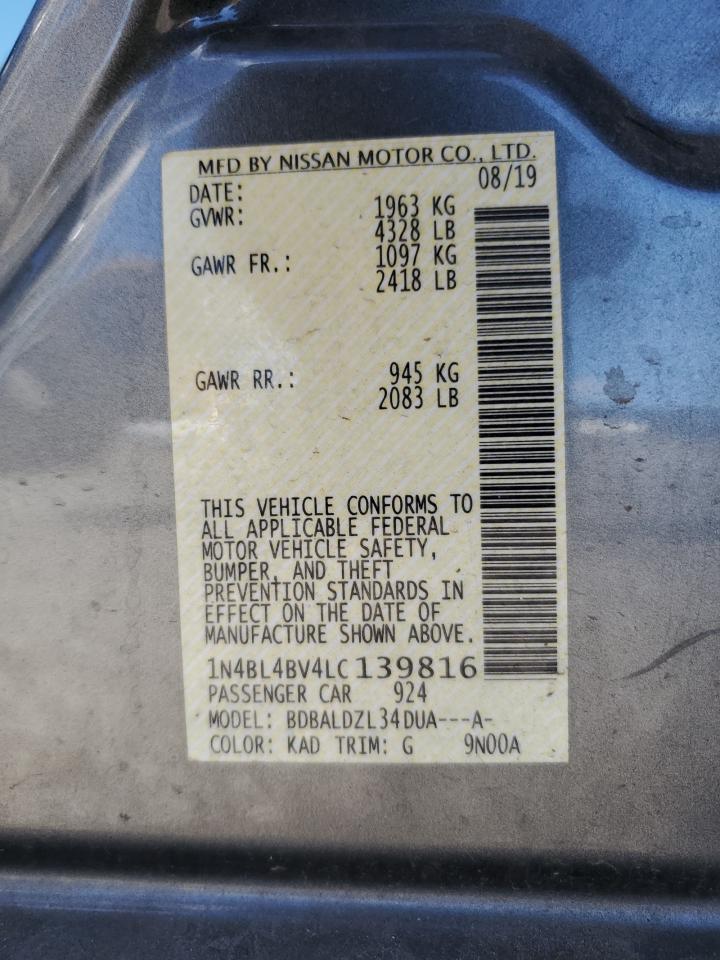 MFD BY NISSAN MOTOR CO., LTD.
DATE: 08/19
GVWR: 1963 KG
4328 LB
GAWR FR.: 1097 KG
2418 LB
GAWR RR.: 945 KG
2083 LB
THIS VEHICLE CONFORMS TO
ALL APPLICABLE FEDERAL
MOTOR VEHICLE SAFETY,
BUMPER, AND THEFT
PREVENTION STANDARDS IN
EFFECT ON THE DATE OF
MANUFACTURE SHOWN ABOVE.
1N4BL4BV4LC139816
PASSENGER CAR 924
MODEL: BDBALDZL34DUA---A-
COLOR: KAD TRIM: G 9N00A